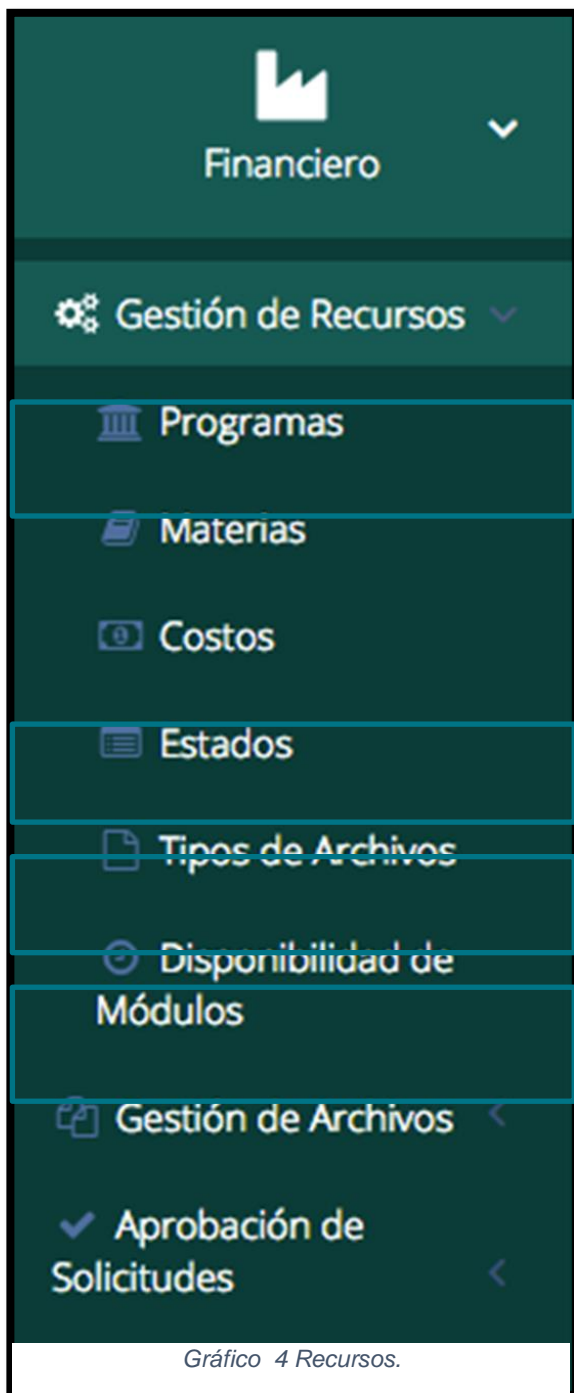 Financiero
Gestión de Recursos
Programas
Materias
Costos
Estados
Tipos de Archivos
Disponibilidad de
Módulos
Gestión de Archivos
Aprobación de
Solicitudes
Gráfico 4 Recursos.